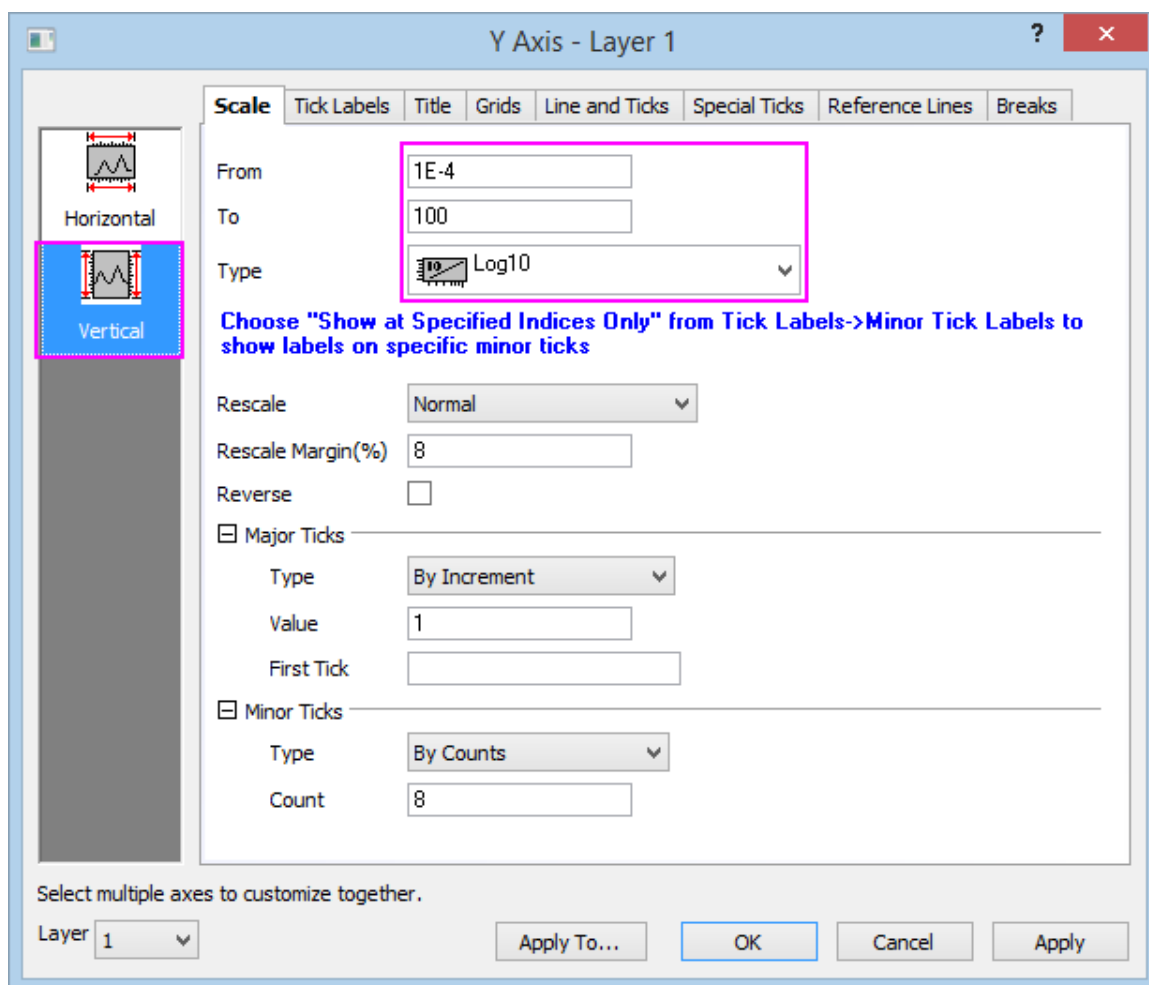 Y Axis - Layer 1
?
Scale Tick Labels Title Grids Line and Ticks Special Ticks Reference Lines Breaks
Horizontal
Vertical
From 1E-4
To 100
Type 10 Log10
Choose "Show at Specified Indices Only" from Tick Labels->Minor Tick Labels to
show labels on specific minor ticks
Rescale Normal
Rescale Margin(%) 8
Reverse
Major Ticks
Type By Increment
Value 1
First Tick
Minor Ticks
Type By Counts
Count 8
Select multiple axes to customize together.
Layer 1 Apply To... OK Cancel Apply